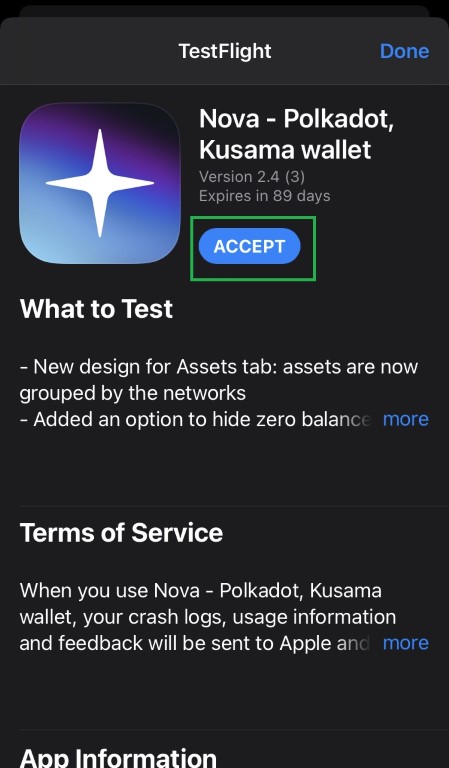 TestFlight
Done
Nova - Polkadot,
Kusama wallet
Version 2.4 (3)
Expires in 89 days
ACCEPT
What to Test
- New design for Assets tab: assets are now
grouped by the networks
- Added an option to hide zero balance more
Terms of Service
When you use Nova - Polkadot, Kusama
wallet, your crash logs, usage information
and feedback will be sent to Apple and more
App Information